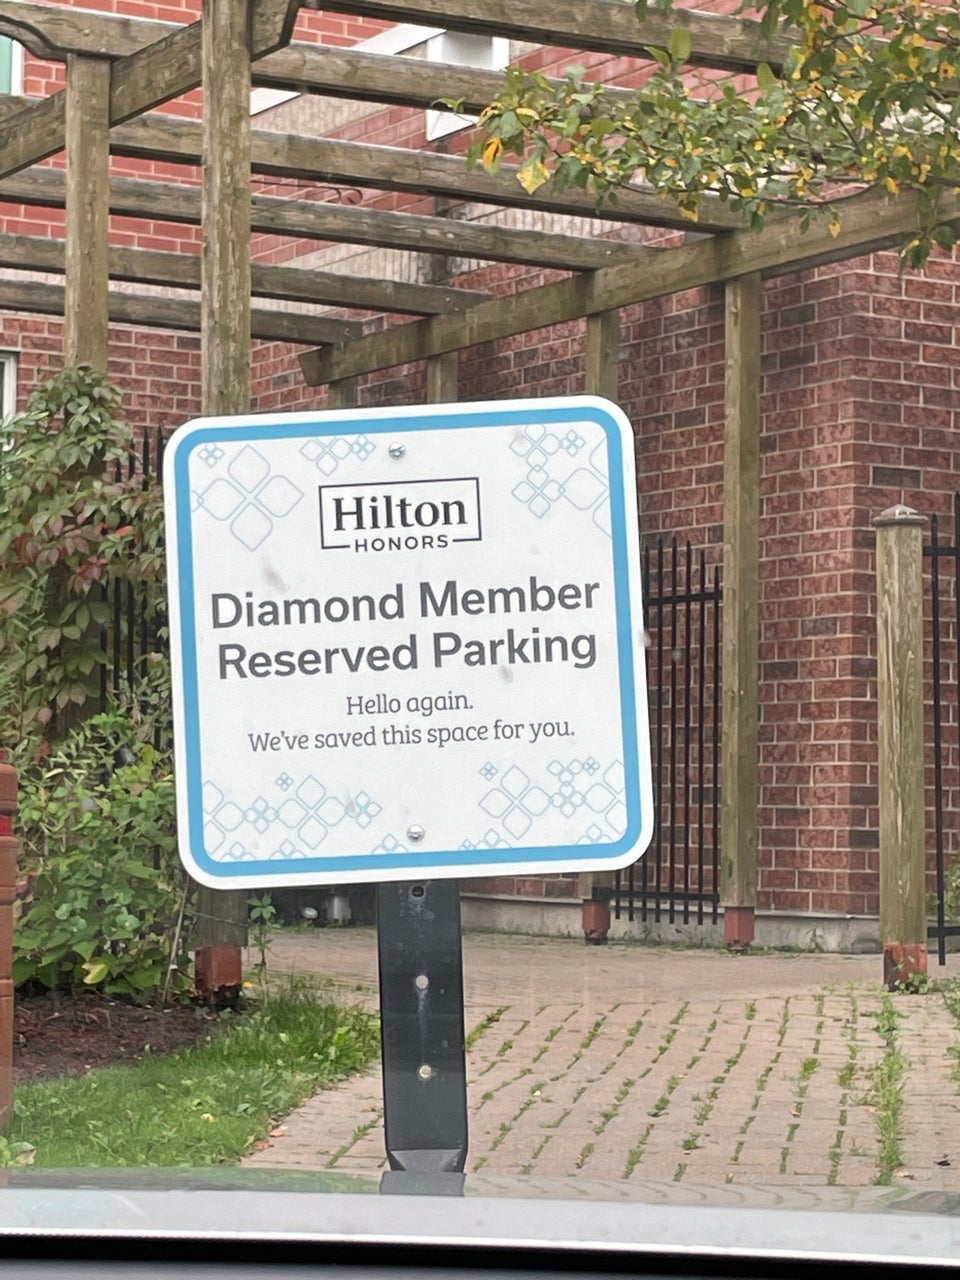 Hilton
HONORS
Diamond Member
Reserved Parking
Hello again.
We've saved this space for you.